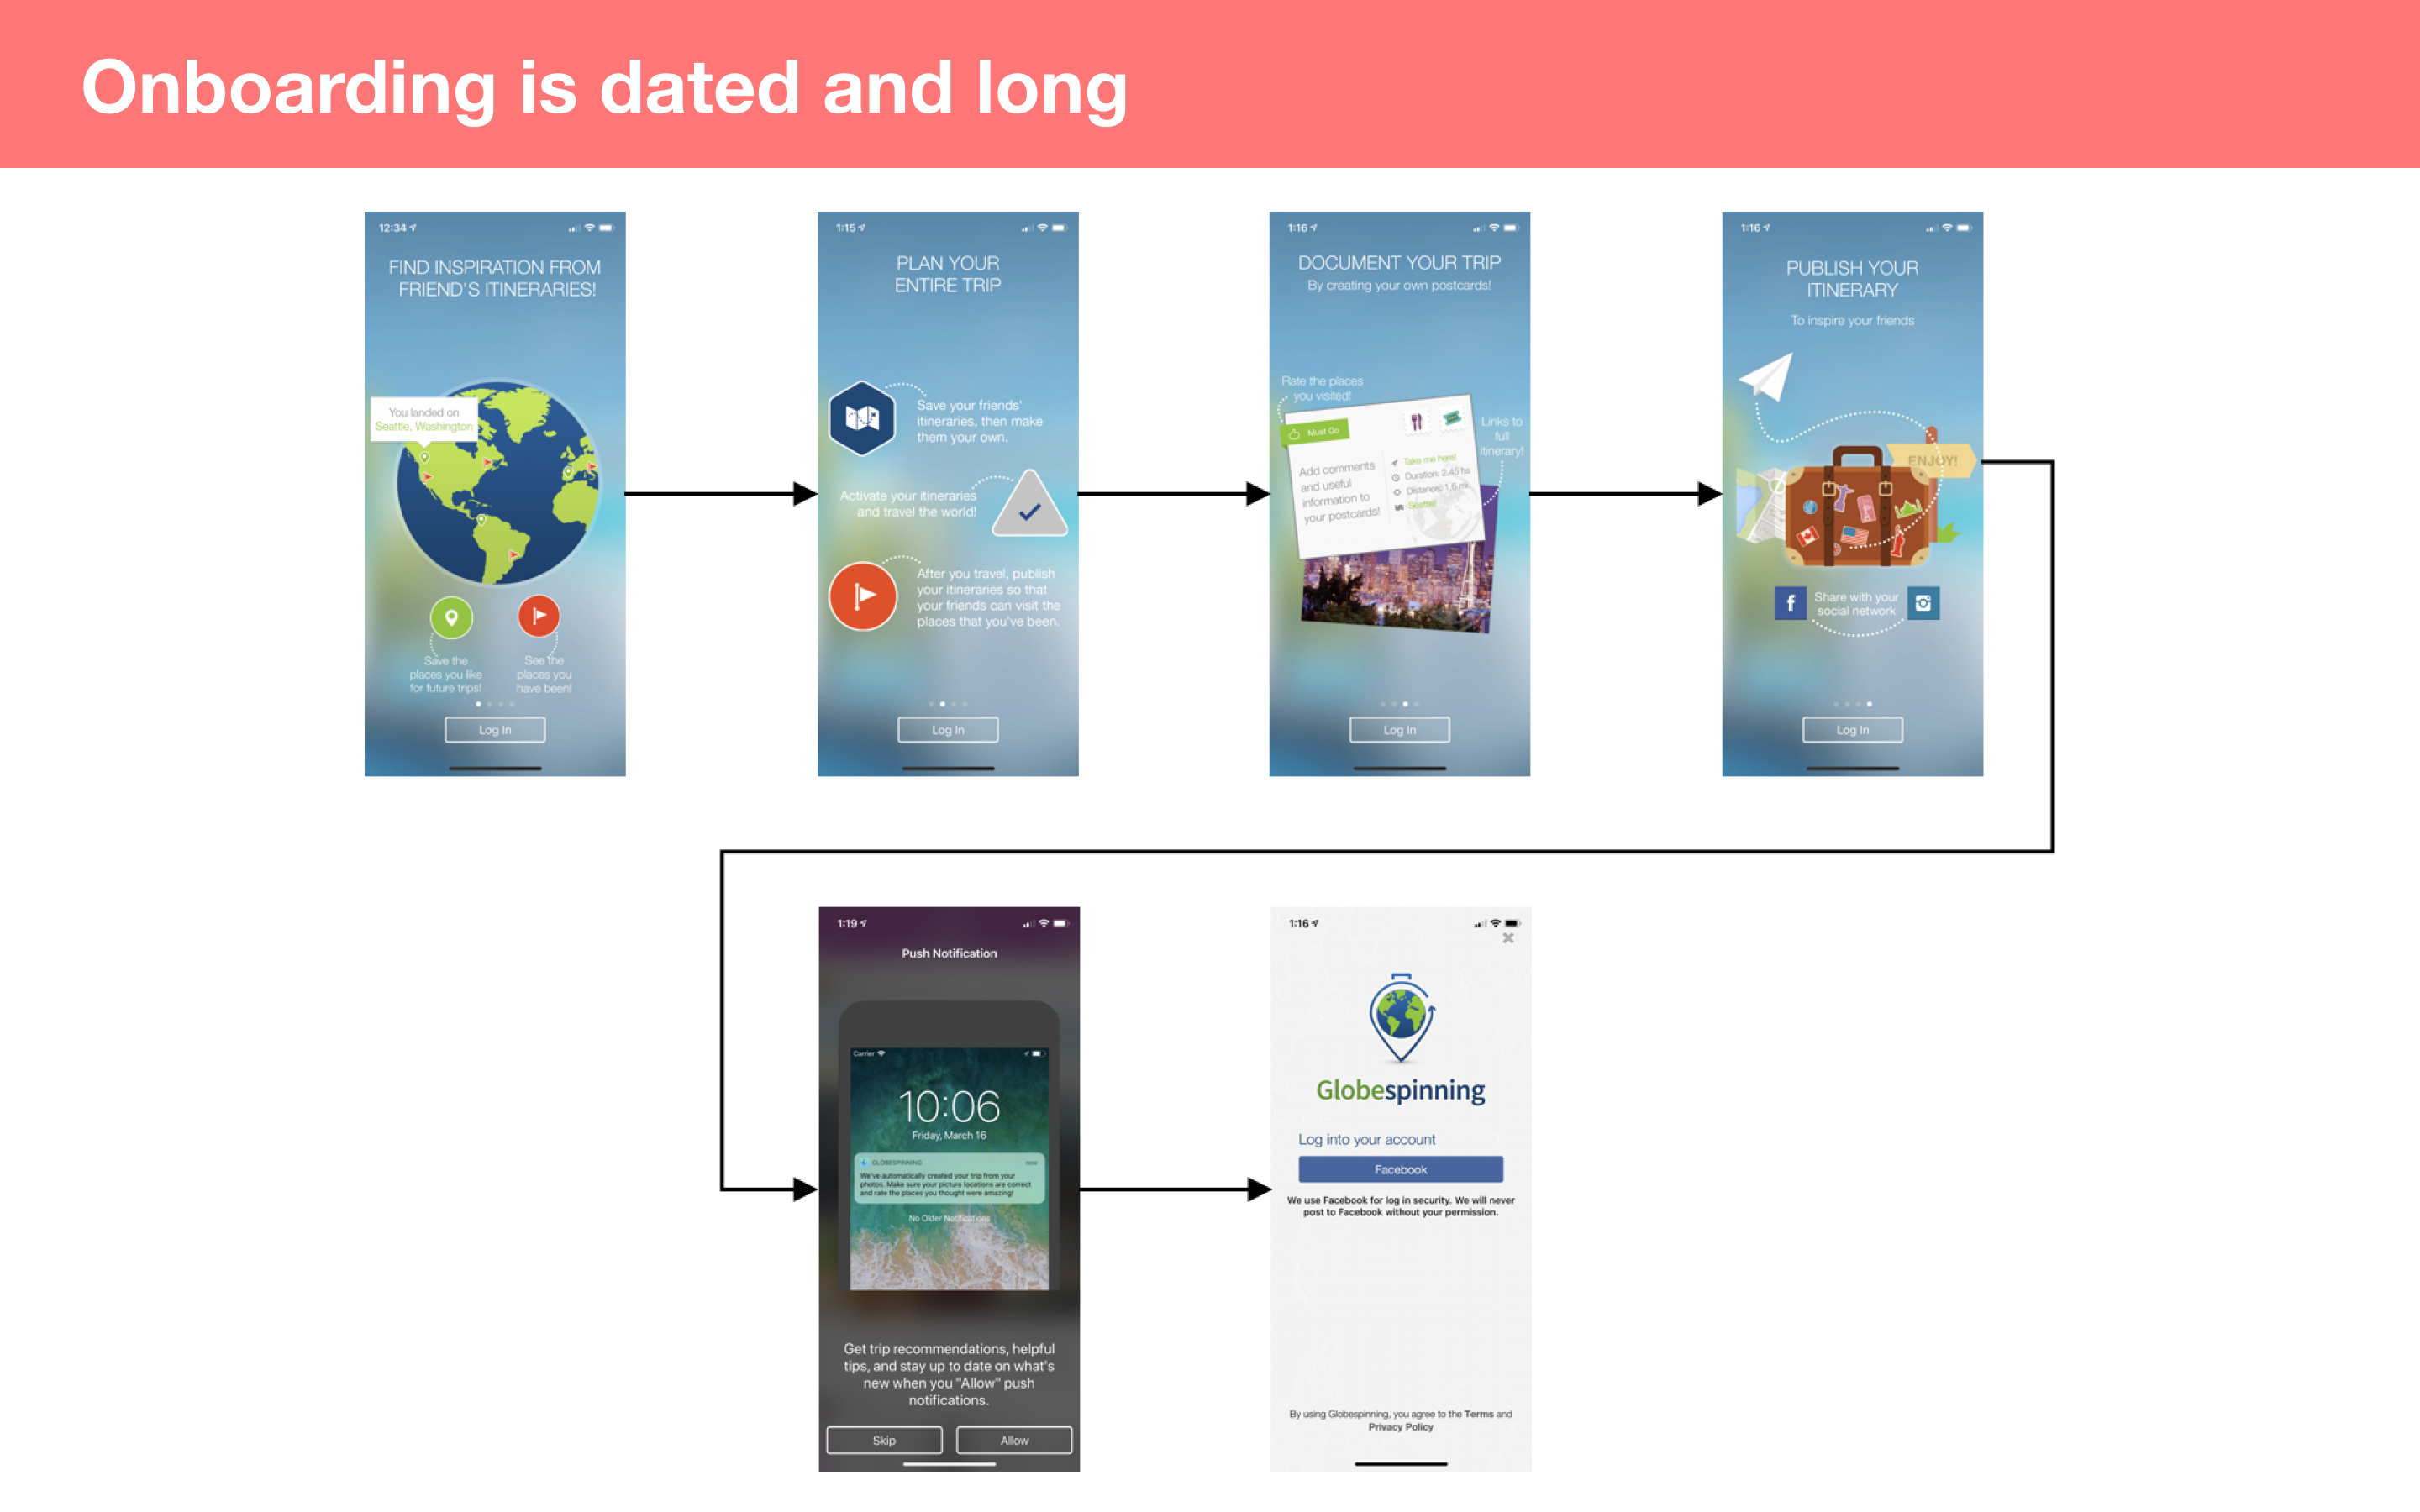 Onboarding is dated and long
12:34
FIND INSPIRATION FROM
FRIEND'S ITINERARIES!
You landed on
Seattle, Washington
Save the
places you like
for future trips!
See the
places you
have been!
Log In
1:15
PLAN YOUR
ENTIRE TRIP
Save your friends'
itineraries, then make
them your own.
Activate your itineraries
and travel the world!
After you travel, publish
your itineraries so that
your friends can visit the
places that you've been.
Log In
1:16
DOCUMENT YOUR TRIP
By creating your own postcards!
Rate the places
you visited!
Must Go
Links to
full
itinerary!
Add comments
and useful
information to
your postcards!
Take me here!
Duration: 2.45 hs
Distance: 1.6 mi.
Seattle!
Log In
1:16
PUBLISH YOUR
ITINERARY
To inspire your friends
ENJOY!
f
Share with your
social network
Log In
1:19
Push Notification
Carrier
10:06
Friday, March 16
GLOBESPINNING
now
We've automatically created your trip from your
photos. Make sure your picture locations are correct
and rate the places you thought were amazing!
No Older Notifications
Get trip recommendations, helpful
tips, and stay up to date on what's
new when you "Allow" push
notifications.
Skip
Allow
1:16
Globespinning
Log into your account
Facebook
We use Facebook for log in security. We will never
post to Facebook without your permission.
By using Globespinning, you agree to the Terms and
Privacy Policy